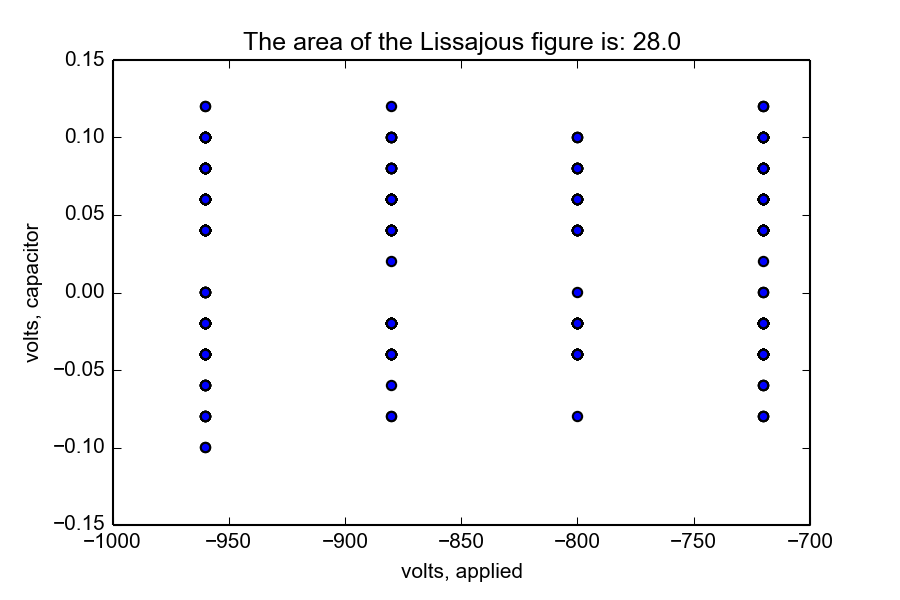 The area of the Lissajous figure is: 28.0
0.15
0.10
0.05
0.00
−0.05
−0.10
−0.15
volts, capacitor
−1000 −950 −900 −850 −800 −750 −700
volts, applied